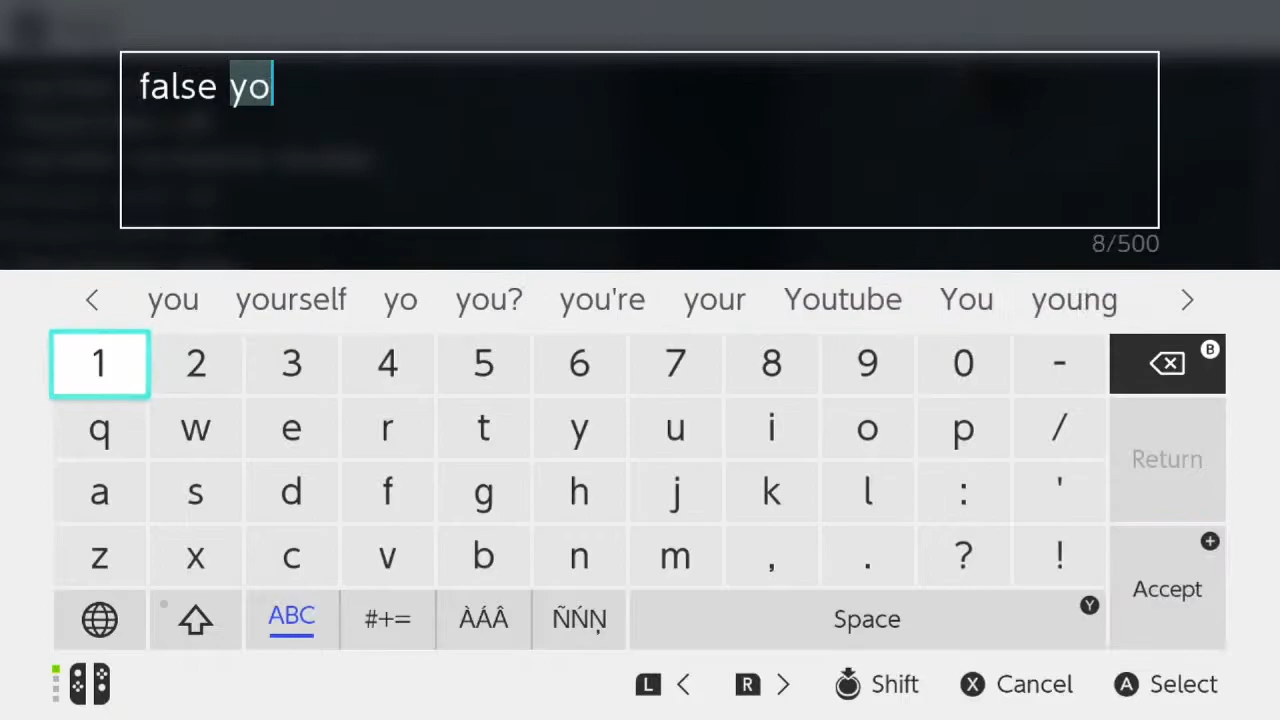 false yo
8/500
< you yourself yo you? you're your Youtube You young >
1 2 3 4 5 6 7 8 9 0 - B
q w e r t y u i o p /
Return
a s d f g h j k l : '
z x c v b n m , . ? ! +
Accept
ABC #+= ÀÁÂ ÑŃŅ Space Y
L < R > Shift X Cancel A Select